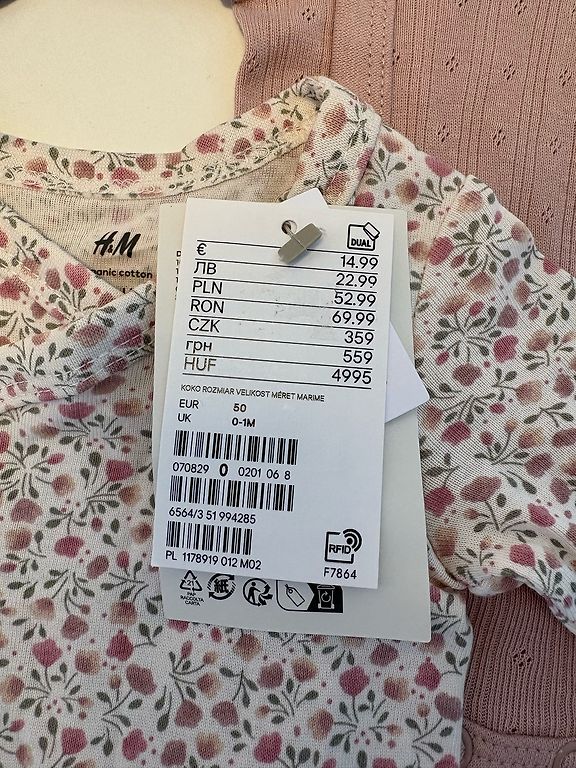 H&M
anic cotton
DUAL
€ 14.99
ЛВ 22.99
PLN 52.99
RON 69.99
CZK 359
грн 559
HUF 4995
KOKO ROZMIAR VELIKOST MÉRET MARIME
EUR 50
UK 0-1M
070829 0 0201 06 8
6564/3 51 994285
PL 1178919 012 M02
RFID
F7864
21
PAP
RACCOLTA
CARTA